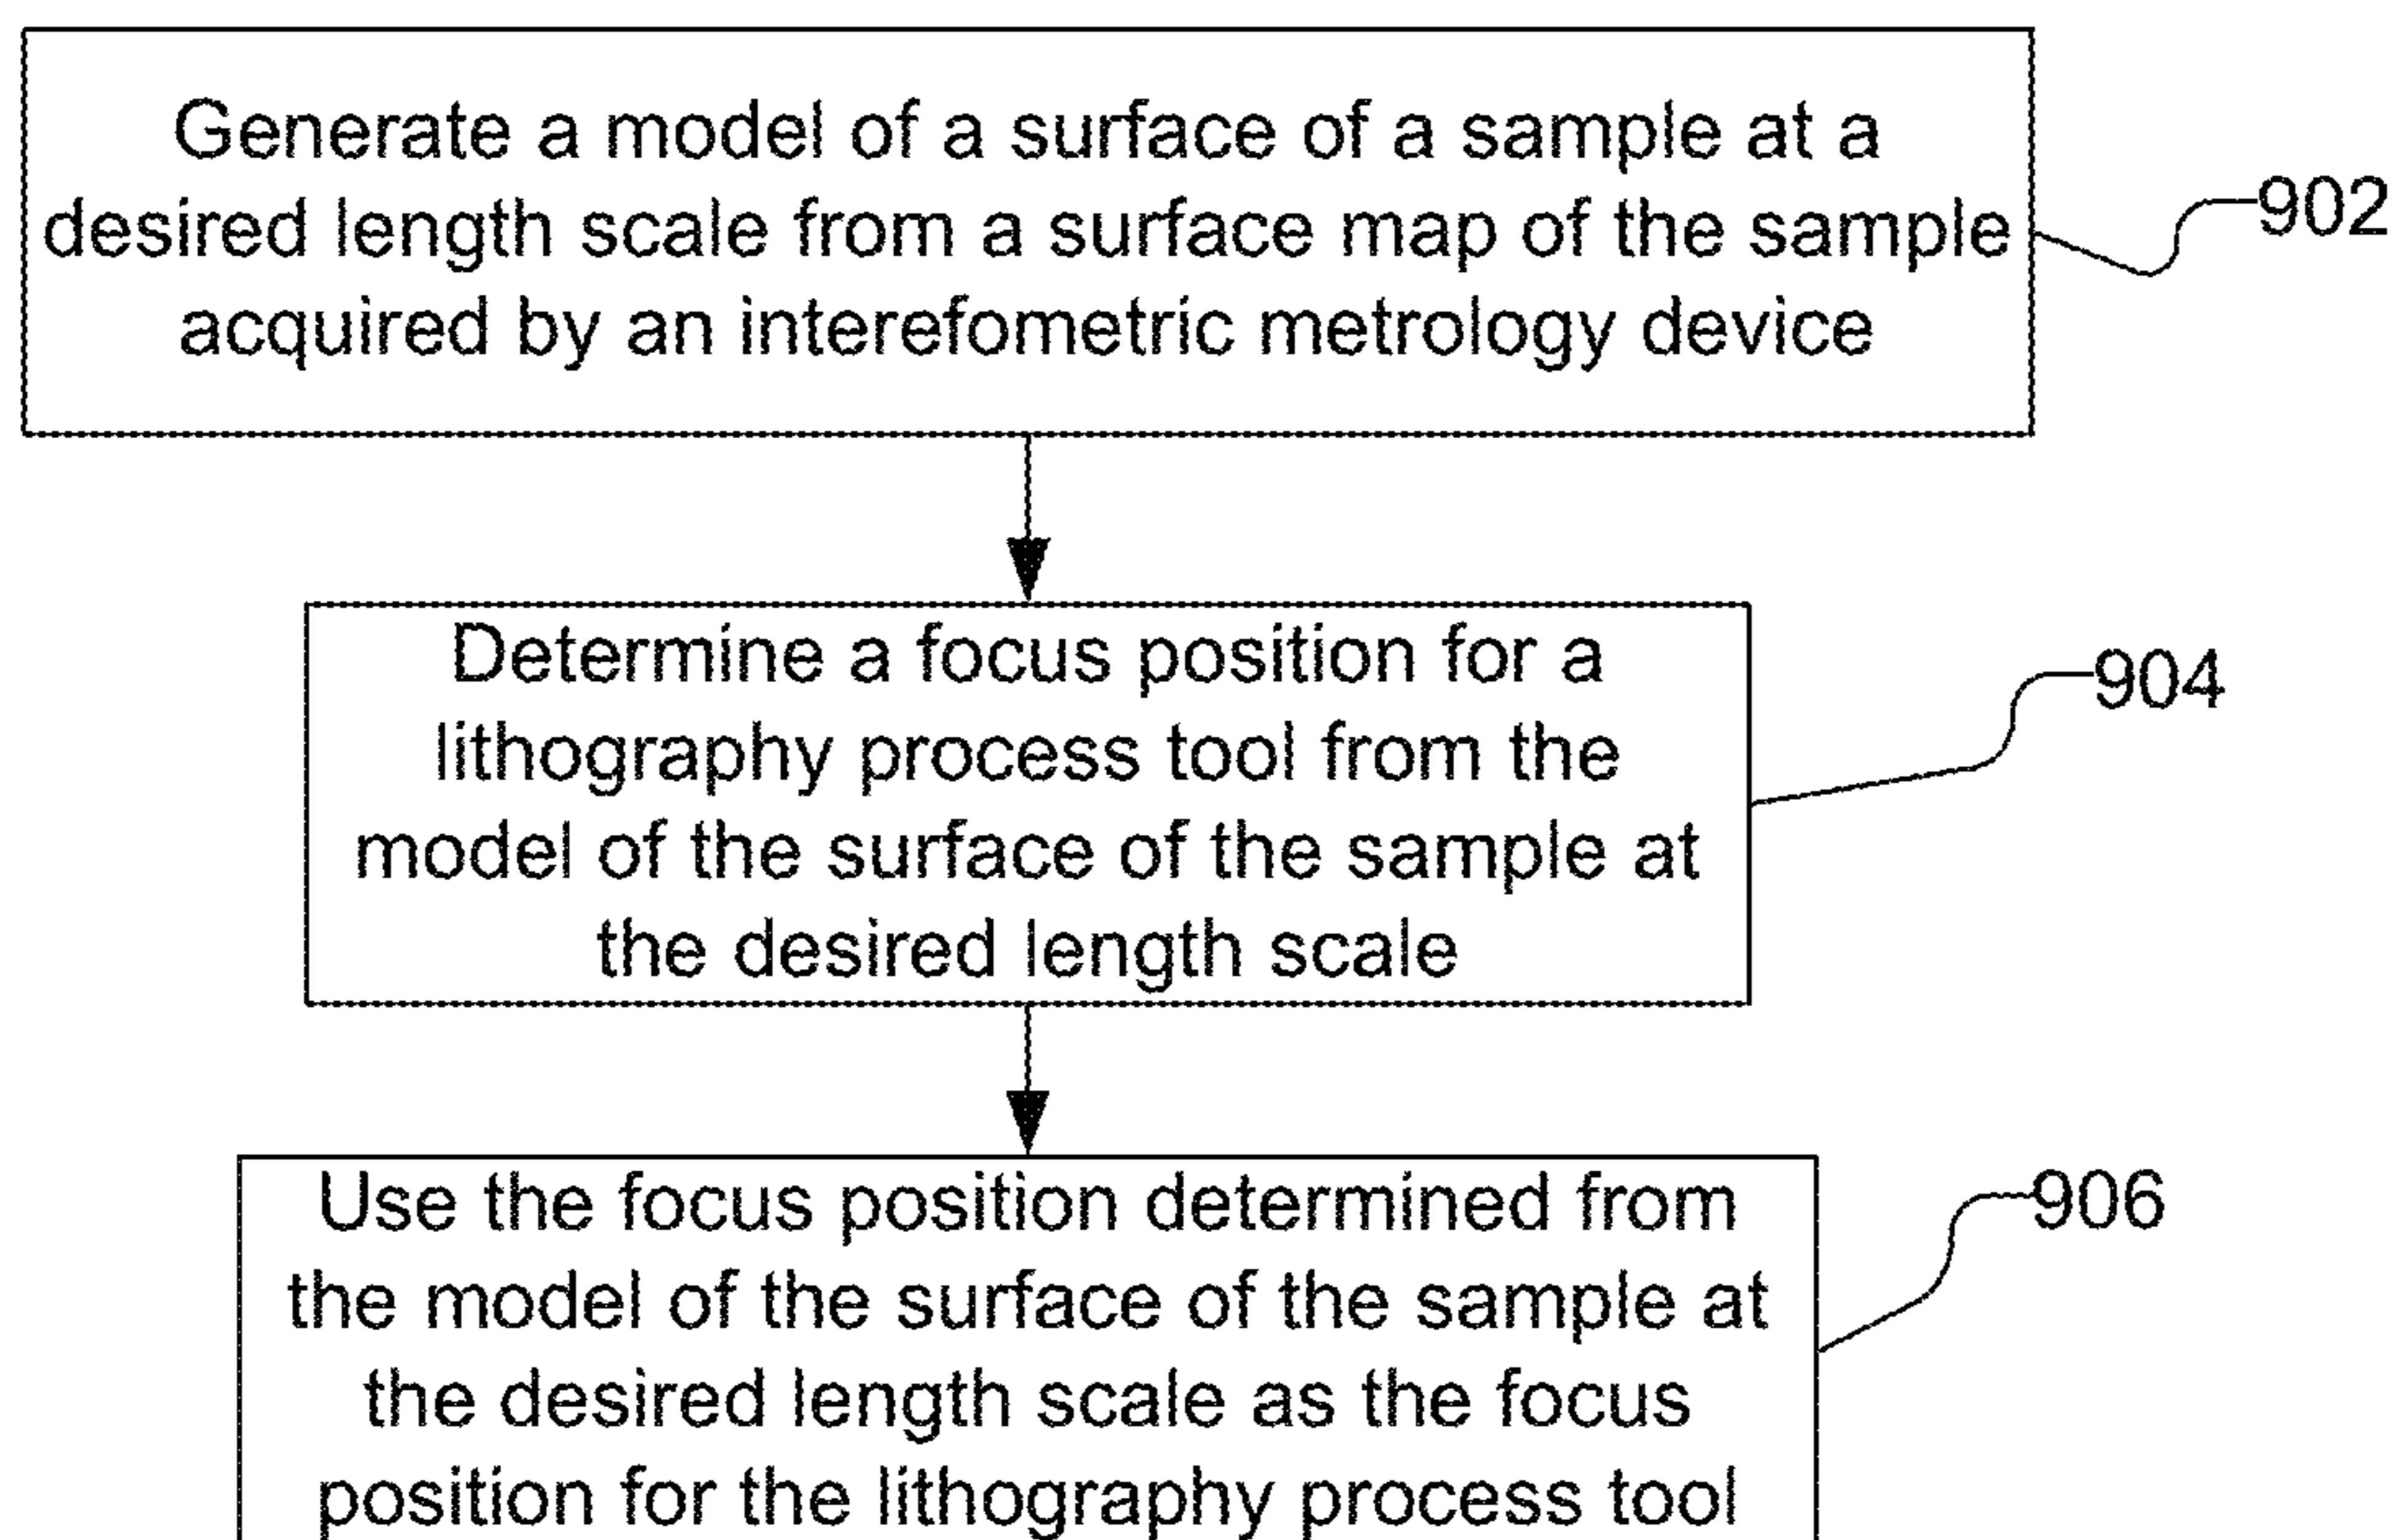 Generate a model of a surface of a sample at a
desired length scale from a surface map of the sample
acquired by an interefometric metrology device
902
Determine a focus position for a
lithography process tool from the
model of the surface of the sample at
the desired length scale
904
Use the focus position determined from
the model of the surface of the sample at
the desired length scale as the focus
position for the lithography process tool
906